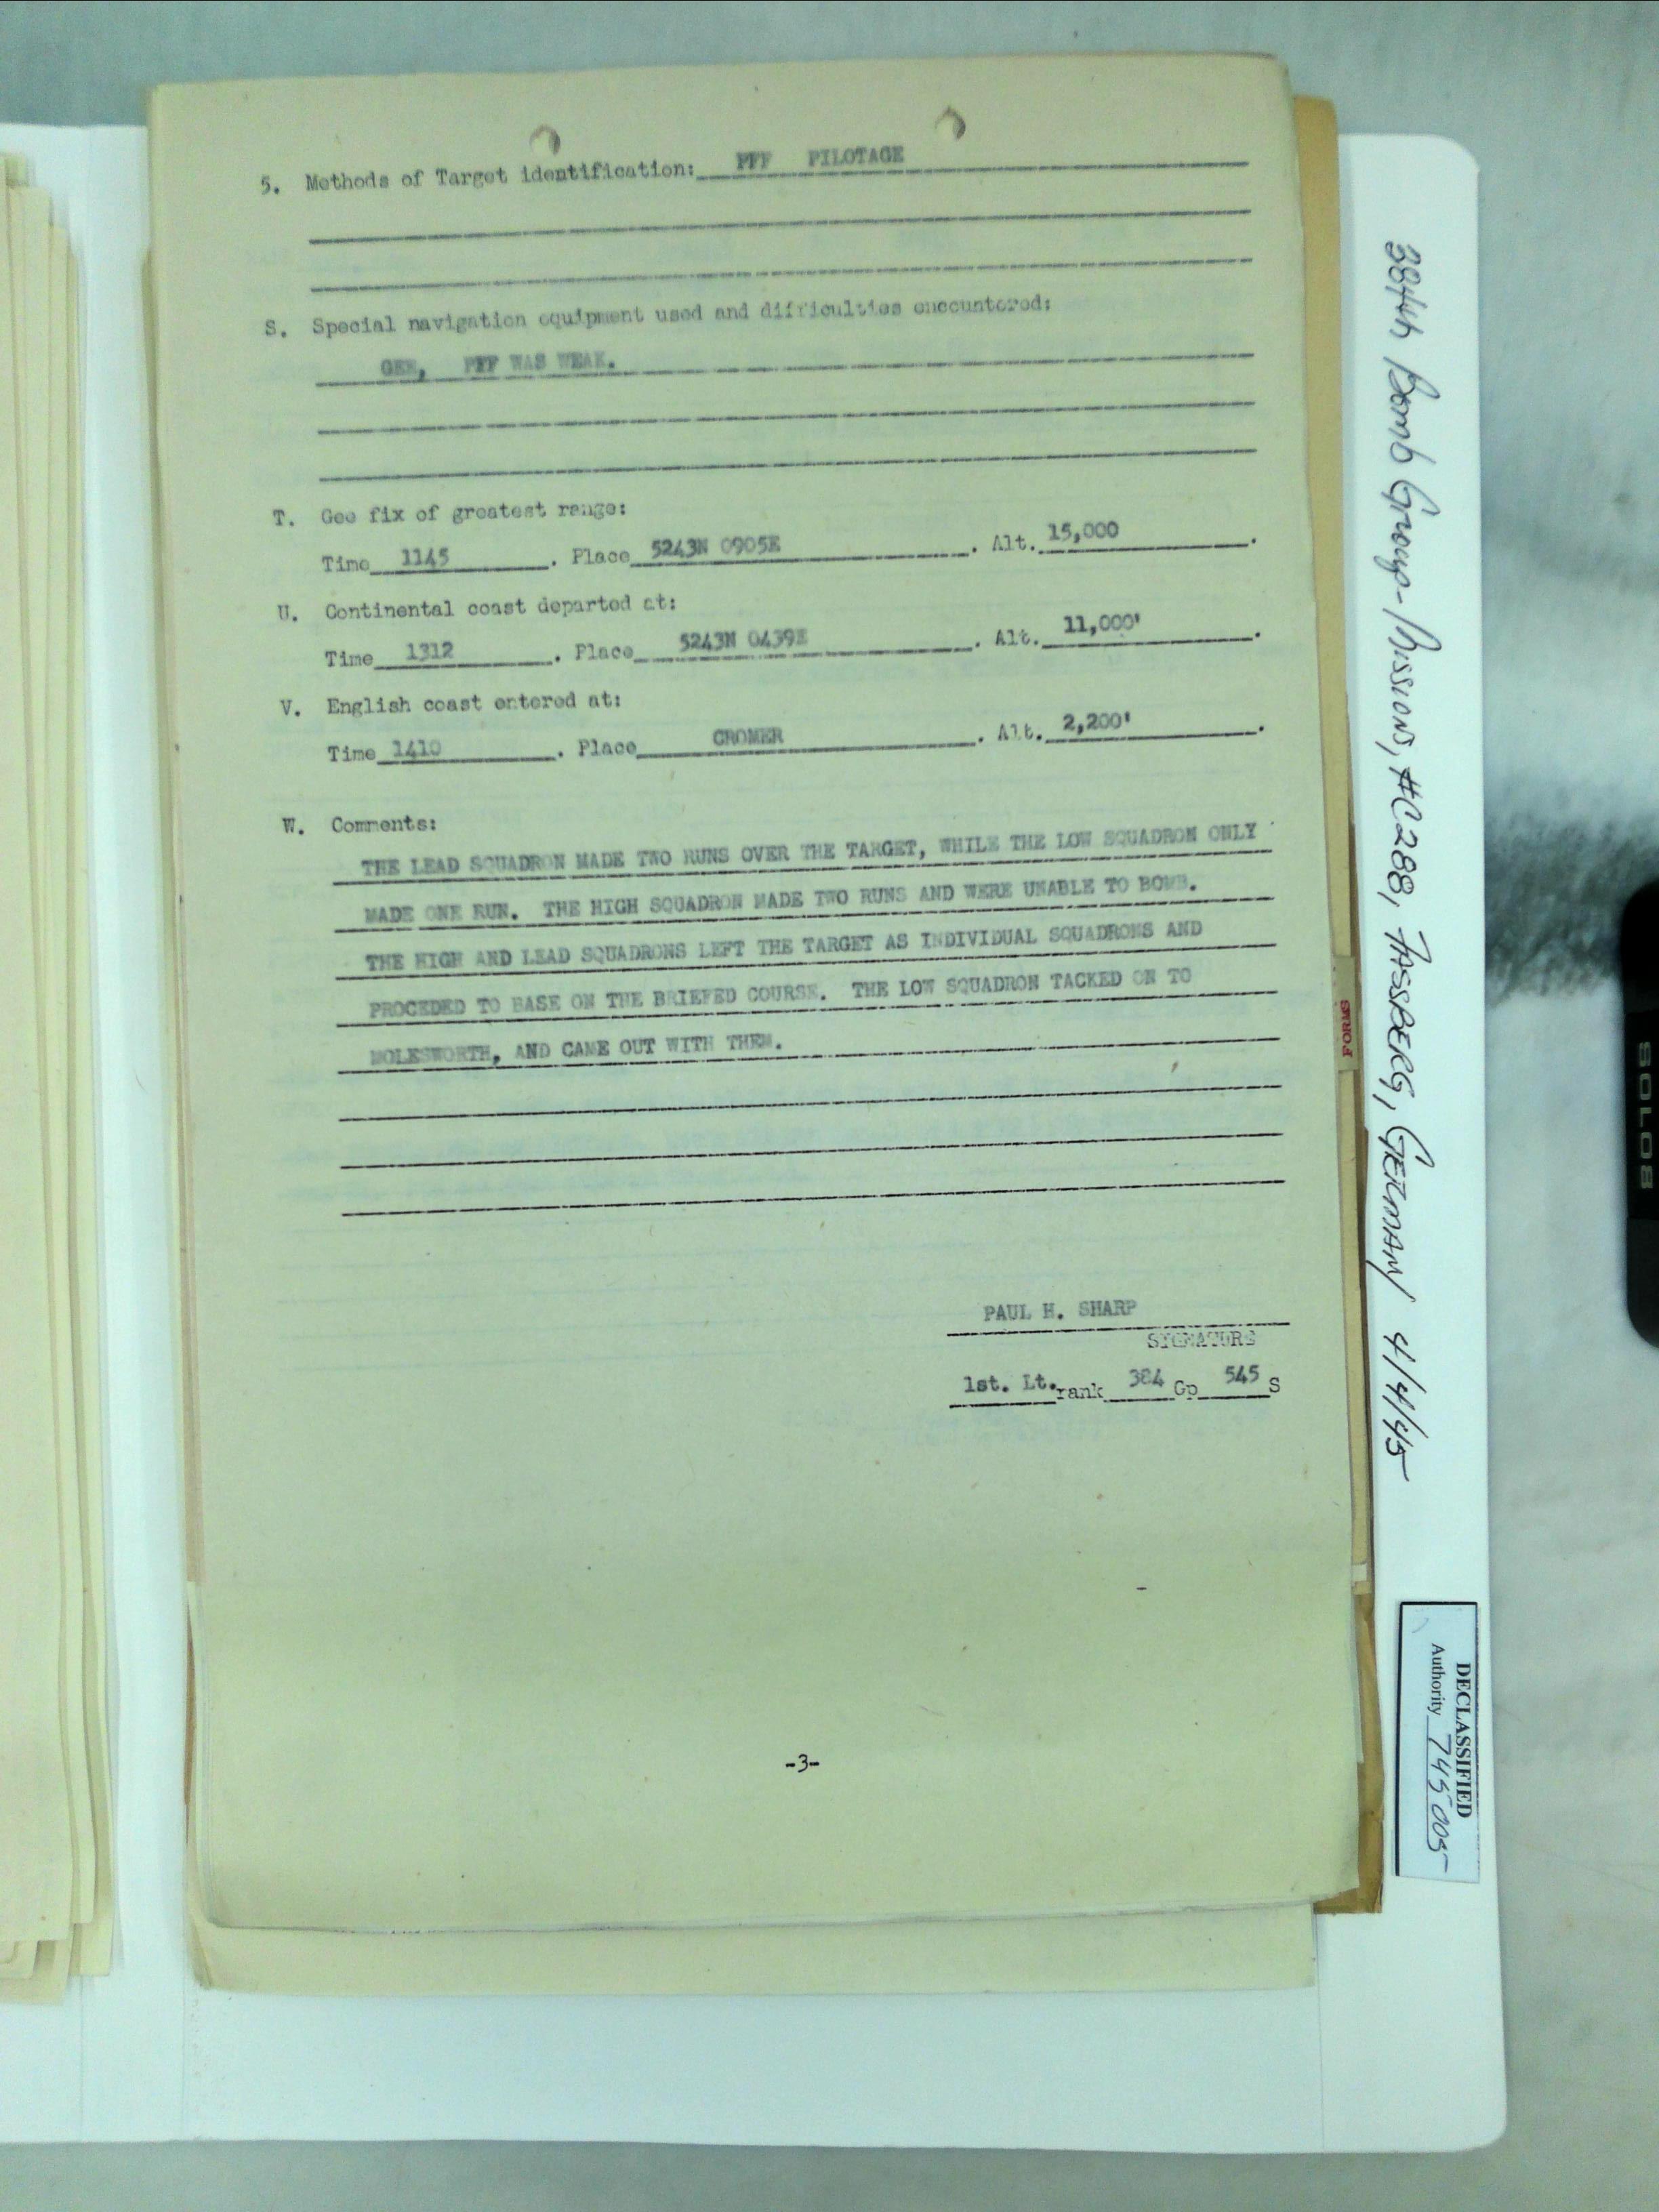 5. Methods of Target identification: PFF PILOTAGE
S. Special navigation equipment used and difficulties encountered:
GEE, PFF WAS WEAK.
T. Gee fix of greatest range:
Time 1145 . Place 5243N 0905E . Alt. 15,000 .
U. Continental coast departed at:
Time 1312 . Place 5243N 0439E . Alt. 11,000' .
V. English coast entered at:
Time 1410 . Place CROMER . Alt. 2,200' .
W. Comments:
THE LEAD SQUADRON MADE TWO RUNS OVER THE TARGET, WHILE THE LOW SQUADRON ONLY
MADE ONE RUN. THE HIGH SQUADRON MADE TWO RUNS AND WERE UNABLE TO BOMB.
THE HIGH AND LEAD SQUADRONS LEFT THE TARGET AS INDIVIDUAL SQUADRONS AND
PROCEDED TO BASE ON THE BRIEFED COURSE. THE LOW SQUADRON TACKED ON TO
MOLESWORTH, AND CAME OUT WITH THEM.
PAUL H. SHARP
SIGNATURE
1st. Lt. rank 384 Gp 545 S
-3-
FORMS
384th Bomb Group - Mission, #C288, FASSBERG, GERMANY 4/4/45
DECLASSIFIED
Authority 745005
SOLO8